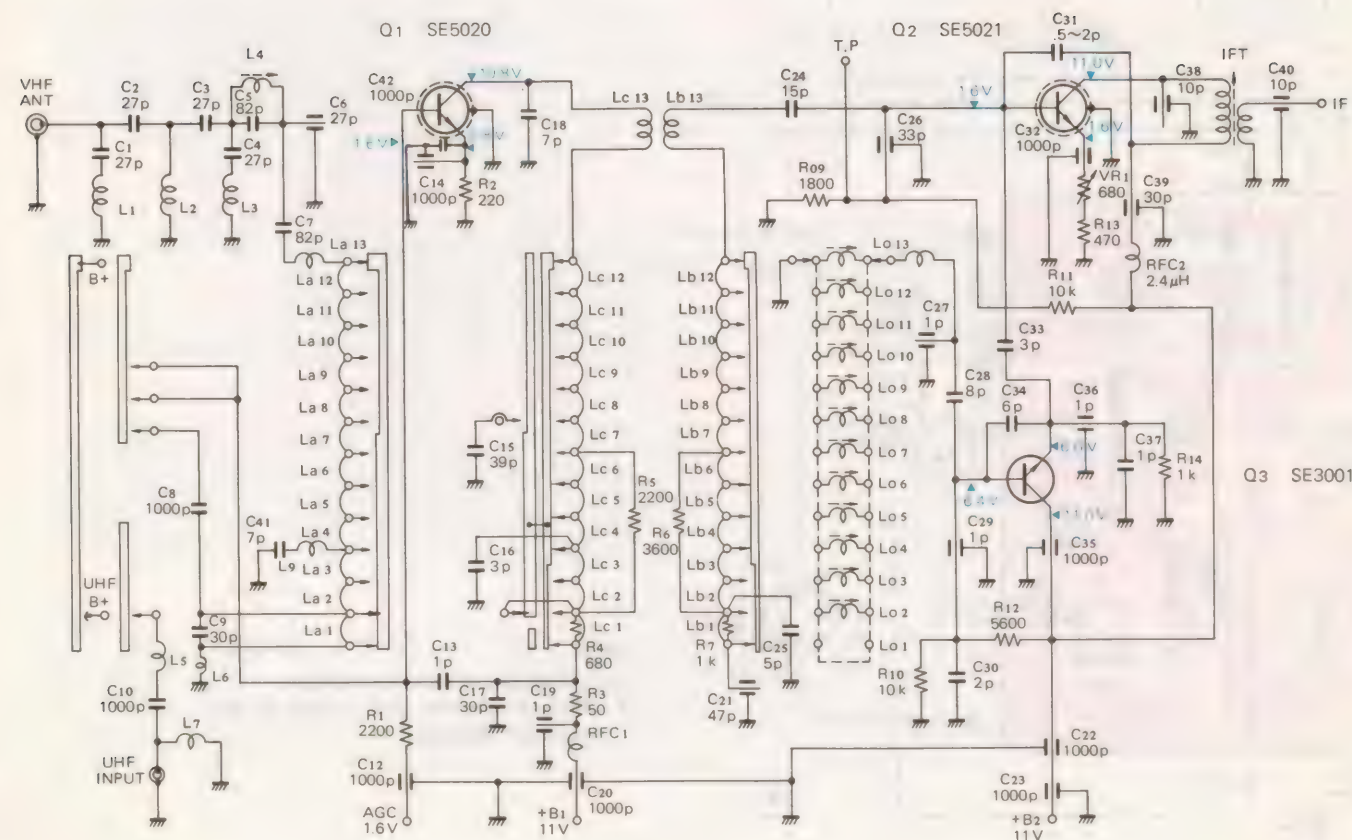 Q1 SE5020
Q2 SE5021
Q3 SE3001
VHF
ANT
C2
27p
C3
27p
L4
C5
82p
C6
27p
C1
27p
L1
L2
C4
27p
L3
C7
82p
C42
1000p
10.8V
1.6V
C14
1000p
R2
220
C18
7p
Lc 13
Lb 13
T.P
C24
15p
C26
33p
R09
1800
1.6V
C31
.5~2p
11.0V
C32
1000p
1.6V
VR1
680
R13
470
C38
10p
IFT
C40
10p
IF
C39
30p
RFC2
2.4μH
R11
10k
B+
UHF
B+
C8
1000p
C9
30p
L5
L6
C10
1000p
L7
UHF
INPUT
La 13
La 12
La 11
La 10
La 9
La 8
La 7
La 6
La 5
La 4
La 3
La 2
La 1
C41
7p
L9
C15
39p
C16
3p
Lc 12
Lc 11
Lc 10
Lc 9
Lc 8
Lc 7
Lc 6
Lc 5
Lc 4
Lc 3
Lc 2
Lc 1
R5
2200
R6
3600
R4
680
Lb 12
Lb 11
Lb 10
Lb 9
Lb 8
Lb 7
Lb 6
Lb 5
Lb 4
Lb 3
Lb 2
Lb 1
R7
1k
C25
5p
C21
47p
Lo 13
Lo 12
Lo 11
Lo 10
Lo 9
Lo 8
Lo 7
Lo 6
Lo 5
Lo 4
Lo 3
Lo 2
Lo 1
C27
1p
C28
8p
C33
3p
C34
6p
C36
1p
C37
1p
R14
1k
6.0V
6.4V
C29
1p
C35
1000p
R12
5600
R10
10k
C30
2p
C13
1p
C17
30p
C19
1p
R3
50
RFC1
R1
2200
C12
1000p
C20
1000p
C22
1000p
C23
1000p
AGC
1.6V
+B1
11V
+B2
11V